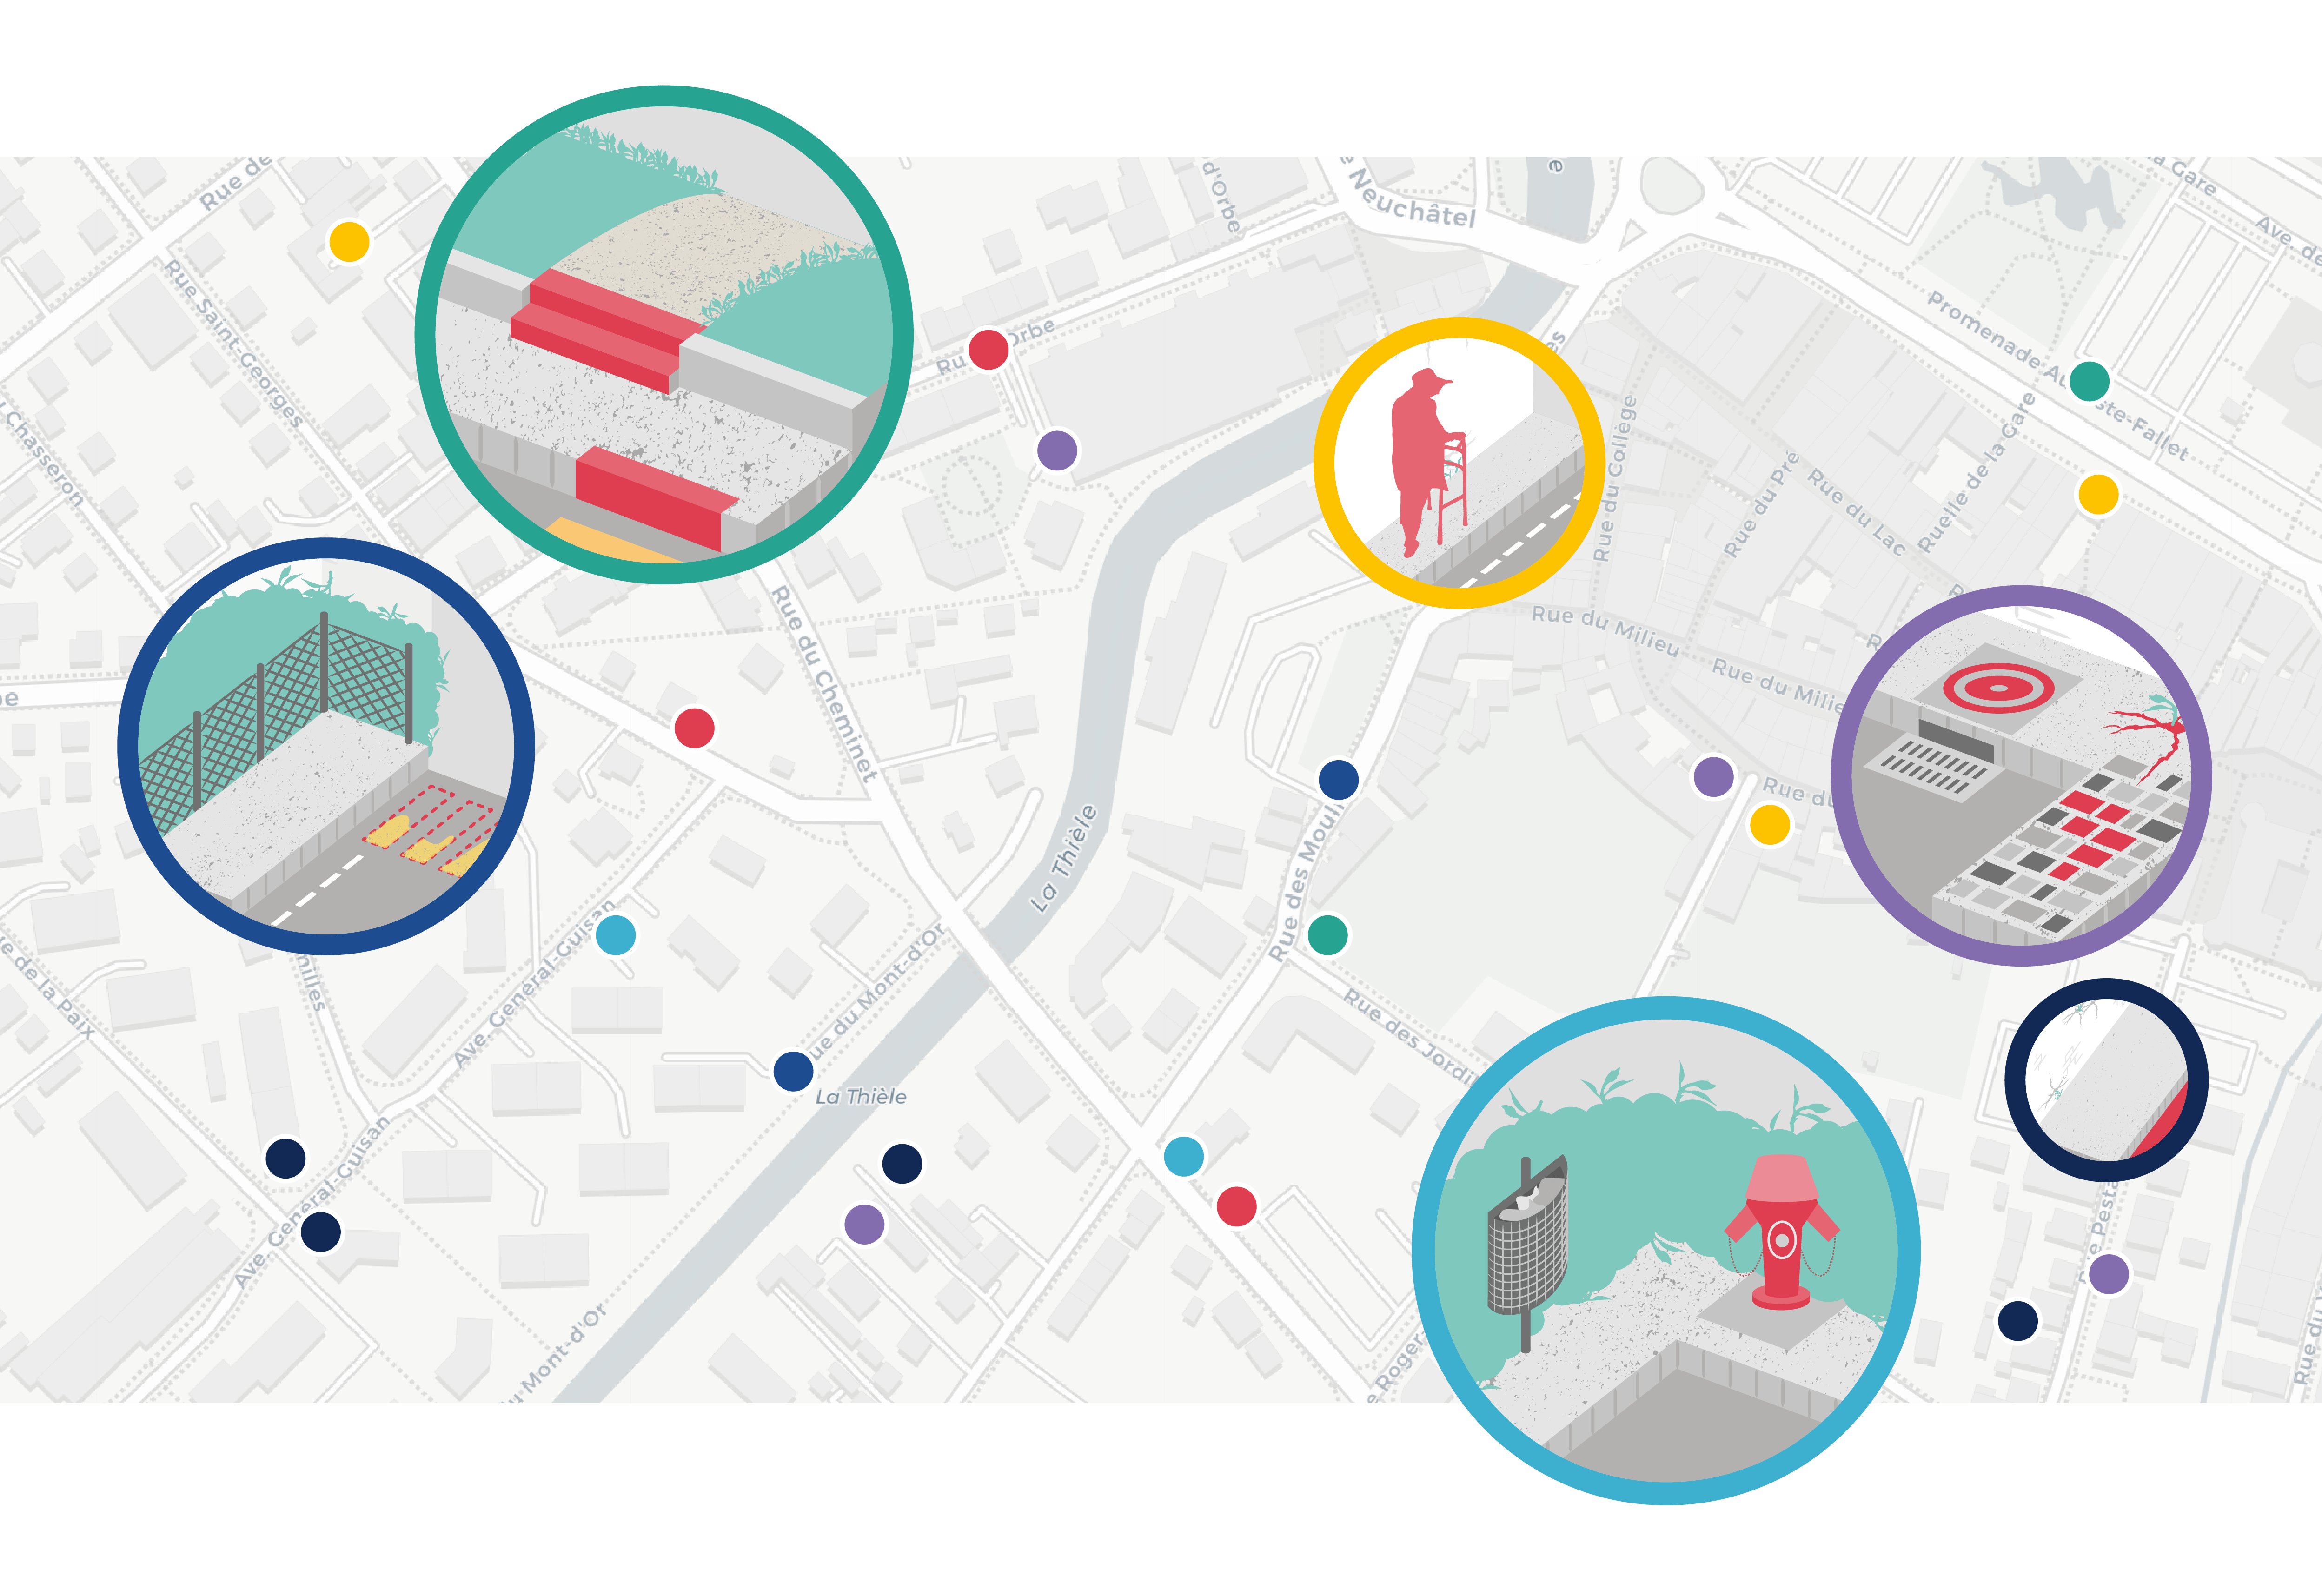 Rue de
d'Orbe
Neuchâtel
Care
Ave. de
Rue Saint Georges
Promenade Au
ste-Fallet
Orbe
Chasseron
Rue du Collège
Rue du Pré
Rue du Lac
Ruelle de la Gare
Rue du Cheminet
Rue du Milieu
Rue du Milie
Rue du
La Thièle
Rue des Moul
Ave. Général-Guisan
ue du Mont-d'Or
de la Paix
Rue des Jordi
La Thièle
Ave. Général-Guisan
Pesta
Roger
u Mont-d'Or
Rue du